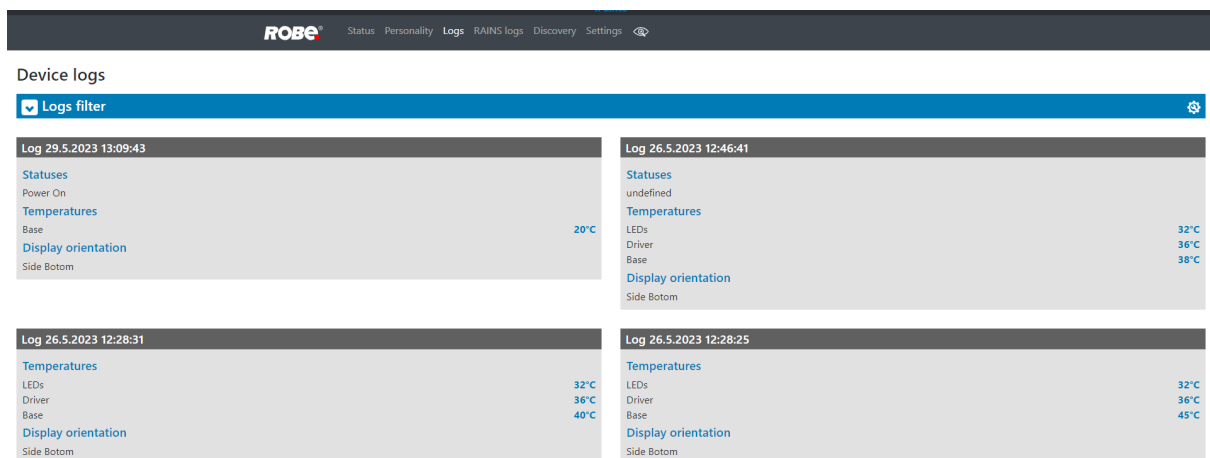 ROBE®
Status Personality Logs RAINS logs Discovery Settings
Device logs
Logs filter
Log 29.5.2023 13:09:43
Statuses
Power On
Temperatures
Base 20°C
Display orientation
Side Botom
Log 26.5.2023 12:46:41
Statuses
undefined
Temperatures
LEDs 32°C
Driver 36°C
Base 38°C
Display orientation
Side Botom
Log 26.5.2023 12:28:31
Temperatures
LEDs 32°C
Driver 36°C
Base 40°C
Display orientation
Side Botom
Log 26.5.2023 12:28:25
Temperatures
LEDs 32°C
Driver 36°C
Base 45°C
Display orientation
Side Botom